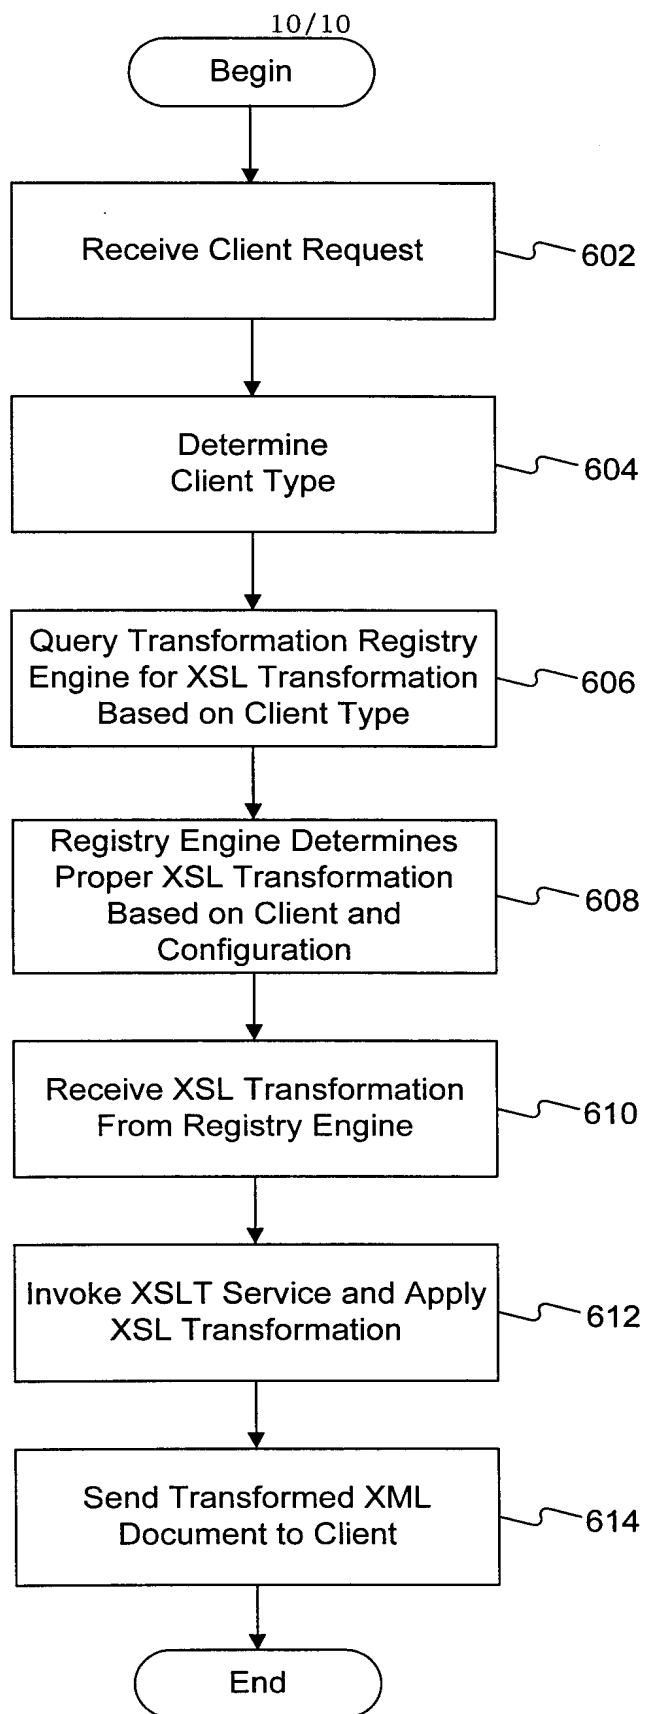 10/10
Begin
Receive Client Request
602
Determine
Client Type
604
Query Transformation Registry
Engine for XSL Transformation
Based on Client Type
606
Registry Engine Determines
Proper XSL Transformation
Based on Client and
Configuration
608
Receive XSL Transformation
From Registry Engine
610
Invoke XSLT Service and Apply
XSL Transformation
612
Send Transformed XML
Document to Client
614
End